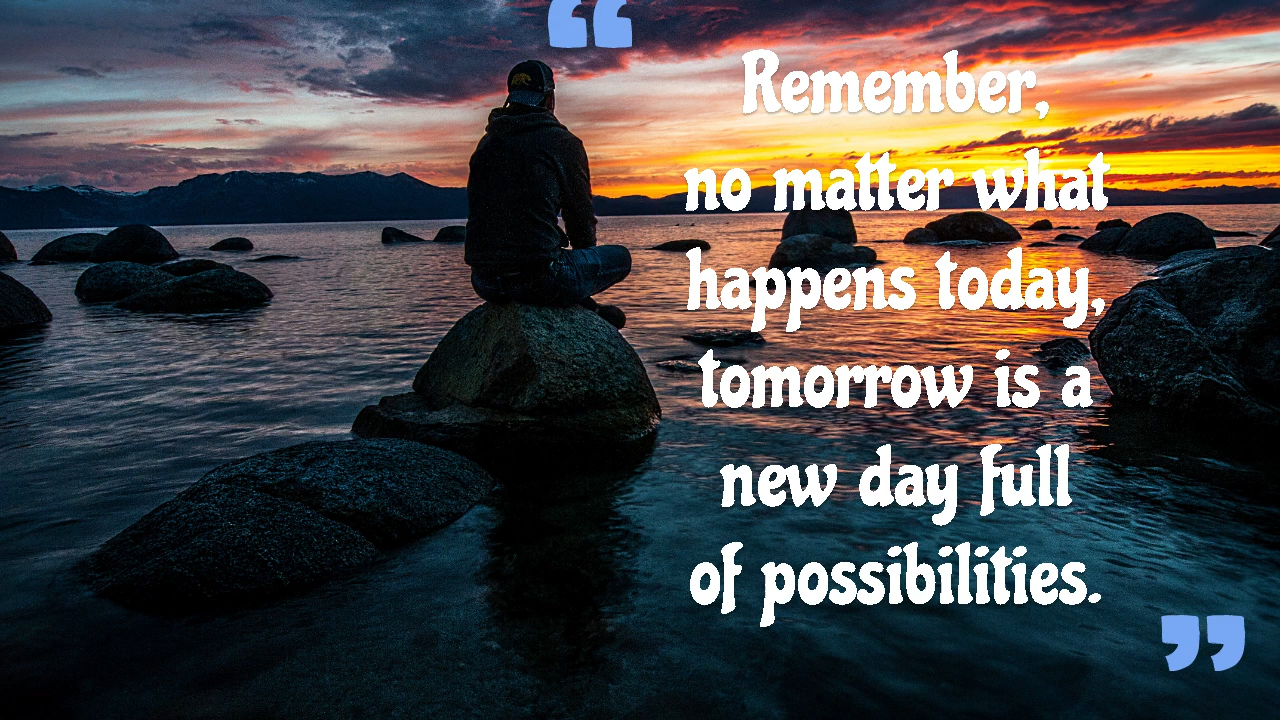 “
Remember,
no matter what
happens today,
tomorrow is a
new day full
of possibilities.
”